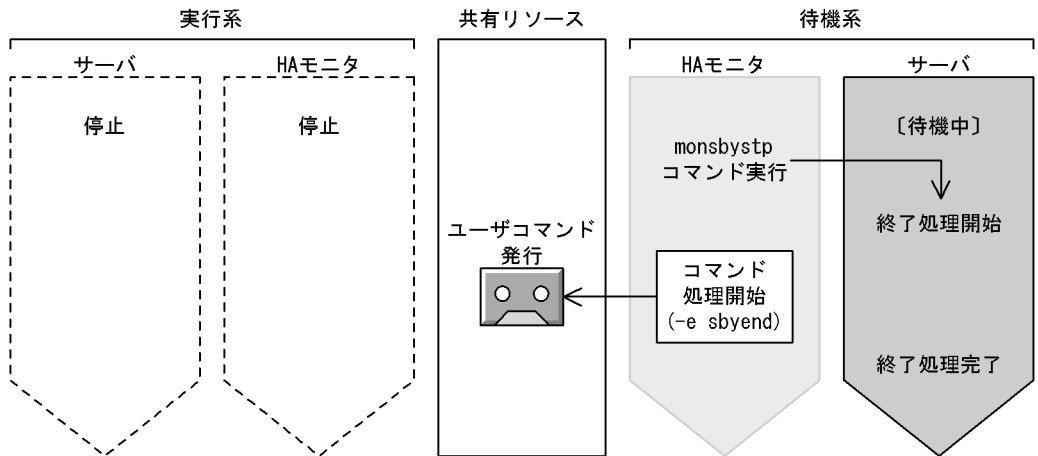 実行系
共有リソース
待機系
サーバ
HAモニタ
HAモニタ
サーバ
停止
停止
〔待機中〕
monsbystp
コマンド実行
終了処理開始
ユーザコマンド
発行
コマンド
処理開始
(-e sbyend)
終了処理完了